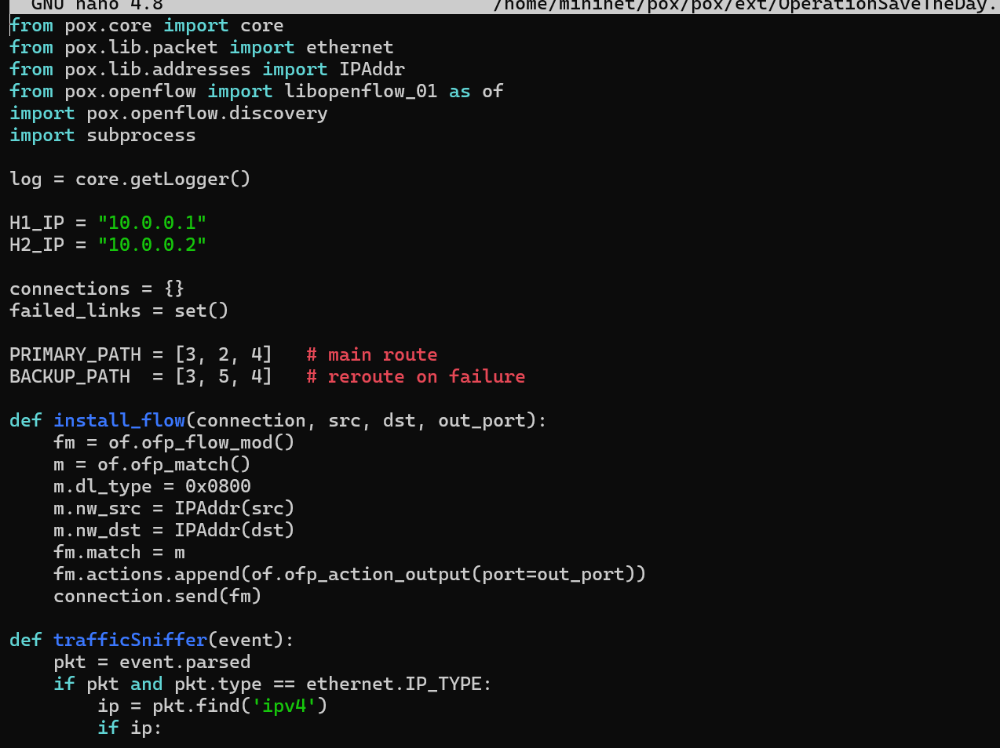 GNU nano 4.8 /home/mininet/pox/pox/ext/OperationSaveTheDay.
from pox.core import core
from pox.lib.packet import ethernet
from pox.lib.addresses import IPAddr
from pox.openflow import libopenflow_01 as of
import pox.openflow.discovery
import subprocess
log = core.getLogger()
H1_IP = "10.0.0.1"
H2_IP = "10.0.0.2"
connections = {}
failed_links = set()
PRIMARY_PATH = [3, 2, 4]   # main route
BACKUP_PATH  = [3, 5, 4]   # reroute on failure
def install_flow(connection, src, dst, out_port):
    fm = of.ofp_flow_mod()
    m = of.ofp_match()
    m.dl_type = 0x0800
    m.nw_src = IPAddr(src)
    m.nw_dst = IPAddr(dst)
    fm.match = m
    fm.actions.append(of.ofp_action_output(port=out_port))
    connection.send(fm)
def trafficSniffer(event):
    pkt = event.parsed
    if pkt and pkt.type == ethernet.IP_TYPE:
        ip = pkt.find('ipv4')
        if ip: